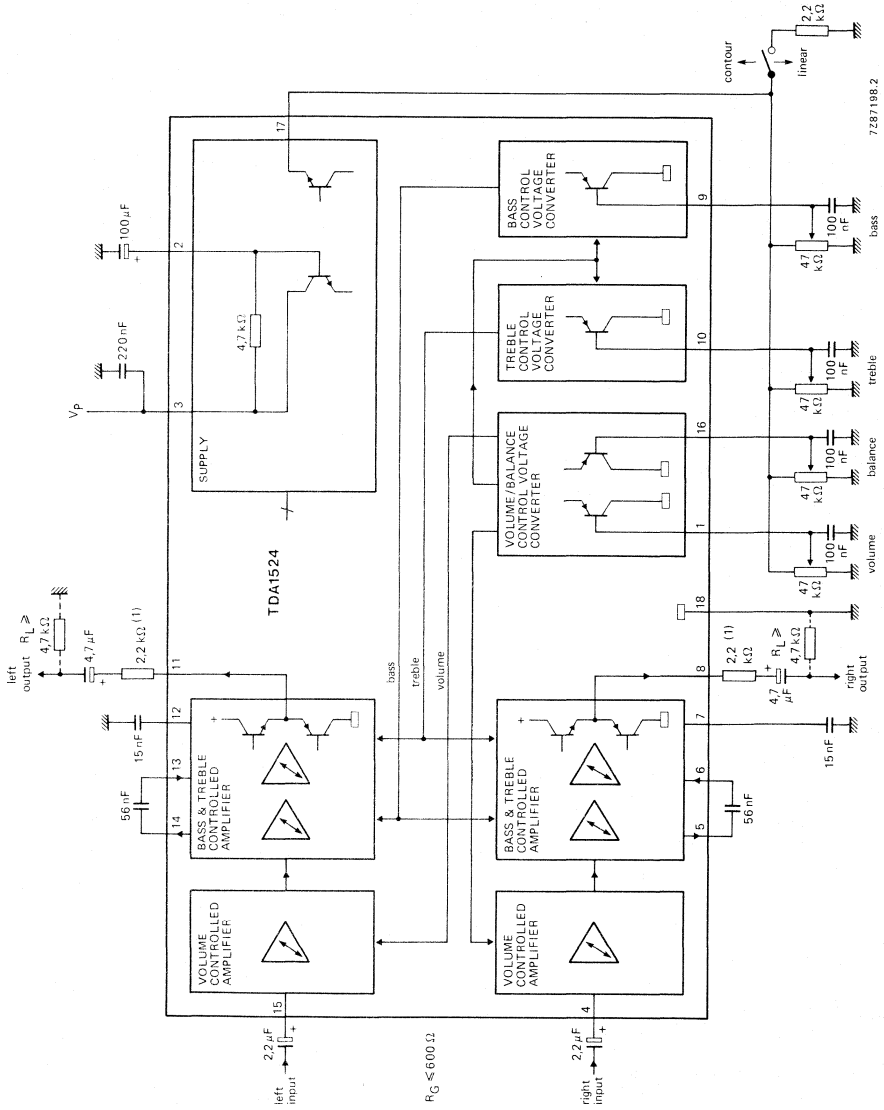 left
input
2,2 µF
+
15
VOLUME
CONTROLLED
AMPLIFIER
BASS & TREBLE
CONTROLLED
AMPLIFIER
+
14
13
12
11
56 nF
15 nF
2,2 kΩ (1)
+
4,7 µF
left
output
R_L ≥
4,7 kΩ
TDA1524
SUPPLY
3
V_P
220 nF
4,7 kΩ
2
+
100 µF
17
R_G ≤ 600 Ω
bass
treble
volume
right
input
2,2 µF
+
4
VOLUME
CONTROLLED
AMPLIFIER
BASS & TREBLE
CONTROLLED
AMPLIFIER
+
5
6
7
8
56 nF
15 nF
2,2 (1)
kΩ
+
4,7
µF
R_L ≥
4,7 kΩ
right
output
18
VOLUME/BALANCE
CONTROL VOLTAGE
CONVERTER
TREBLE
CONTROL
VOLTAGE
CONVERTER
BASS
CONTROL
VOLTAGE
CONVERTER
1
16
10
9
47
kΩ
100
nF
volume
47
kΩ
100
nF
balance
47
kΩ
100
nF
treble
47
kΩ
100
nF
bass
contour
linear
2,2
kΩ
7Z87198.2